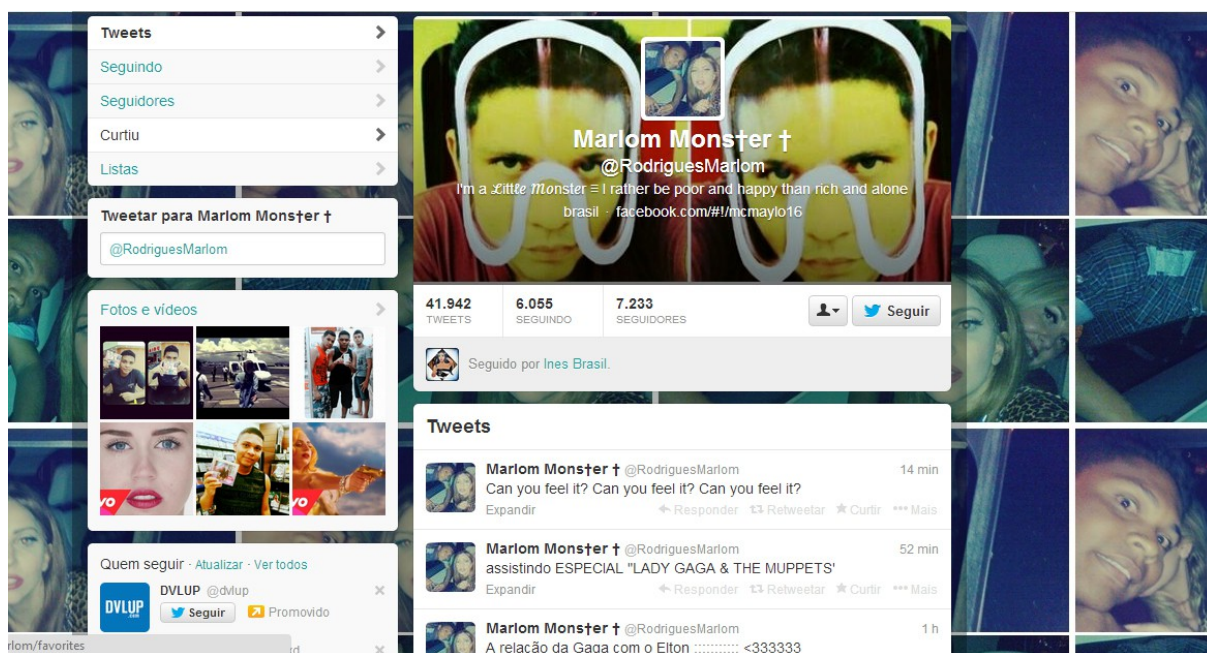 Tweets
Seguindo
Seguidores
Curtiu
Listas
Tweetar para Marlom Mons†er †
@RodriguesMarlom
Fotos e vídeos
VO
VO
Quem seguir · Atualizar · Ver todos
DVLUP @dvlup
DVLUP
.com
Seguir
Promovido
rlom/favorites
Marlom Mons†er †
@RodriguesMarlom
I'm a 𝓛ittle 𝓜onster ≡ I rather be poor and happy than rich and alone
brasil · facebook.com/#!/mcmaylo16
41.942 6.055 7.233
TWEETS SEGUINDO SEGUIDORES
Seguir
Seguido por Ines Brasil.
Tweets
Marlom Mons†er † @RodriguesMarlom 14 min
Can you feel it? Can you feel it? Can you feel it?
Expandir Responder Retweetar Curtir Mais
Marlom Mons†er † @RodriguesMarlom 52 min
assistindo ESPECIAL "LADY GAGA & THE MUPPETS'
Expandir Responder Retweetar Curtir Mais
Marlom Mons†er † @RodriguesMarlom 1 h
A relação da Gaga com o Elton ::::::::::: <333333